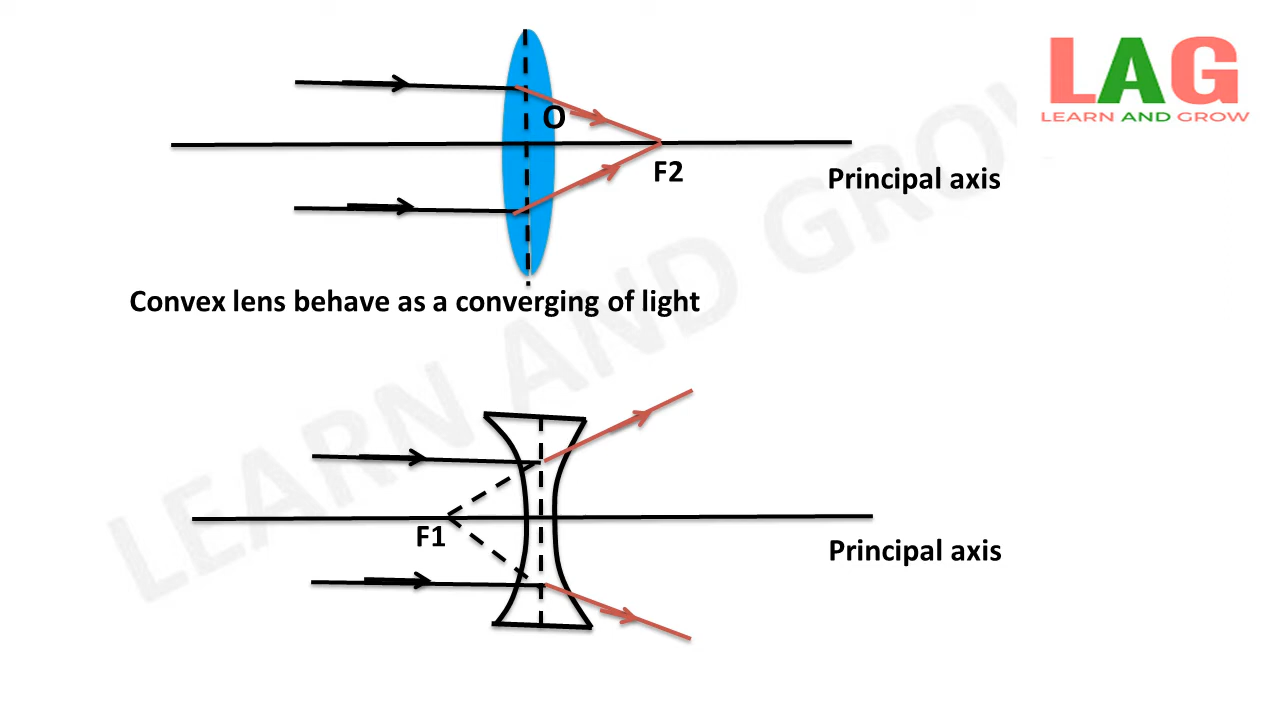 LAG
LEARN AND GROW
O
F2
Principal axis
Convex lens behave as a converging of light
LEARN AND GROW
F1
Principal axis